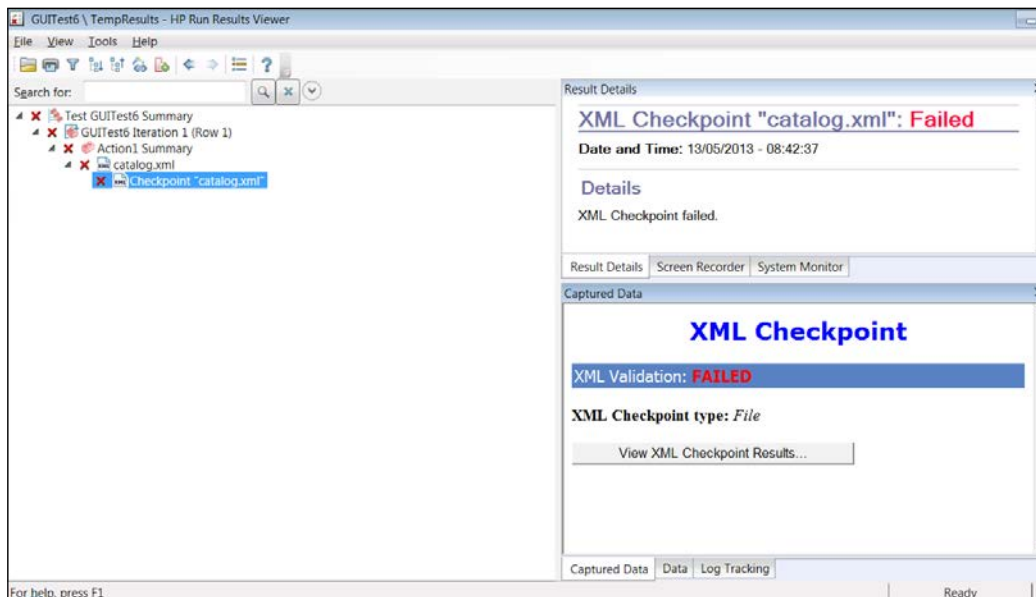 GUITest6 \ TempResults - HP Run Results Viewer
File View Tools Help
Search for:
Test GUITest6 Summary
GUITest6 Iteration 1 (Row 1)
Action1 Summary
catalog.xml
Checkpoint "catalog.xml"
Result Details
XML Checkpoint "catalog.xml": Failed
Date and Time: 13/05/2013 - 08:42:37
Details
XML Checkpoint failed.
Result Details Screen Recorder System Monitor
Captured Data
XML Checkpoint
XML Validation: FAILED
XML Checkpoint type: File
View XML Checkpoint Results...
Captured Data Data Log Tracking
For help, press F1 Ready